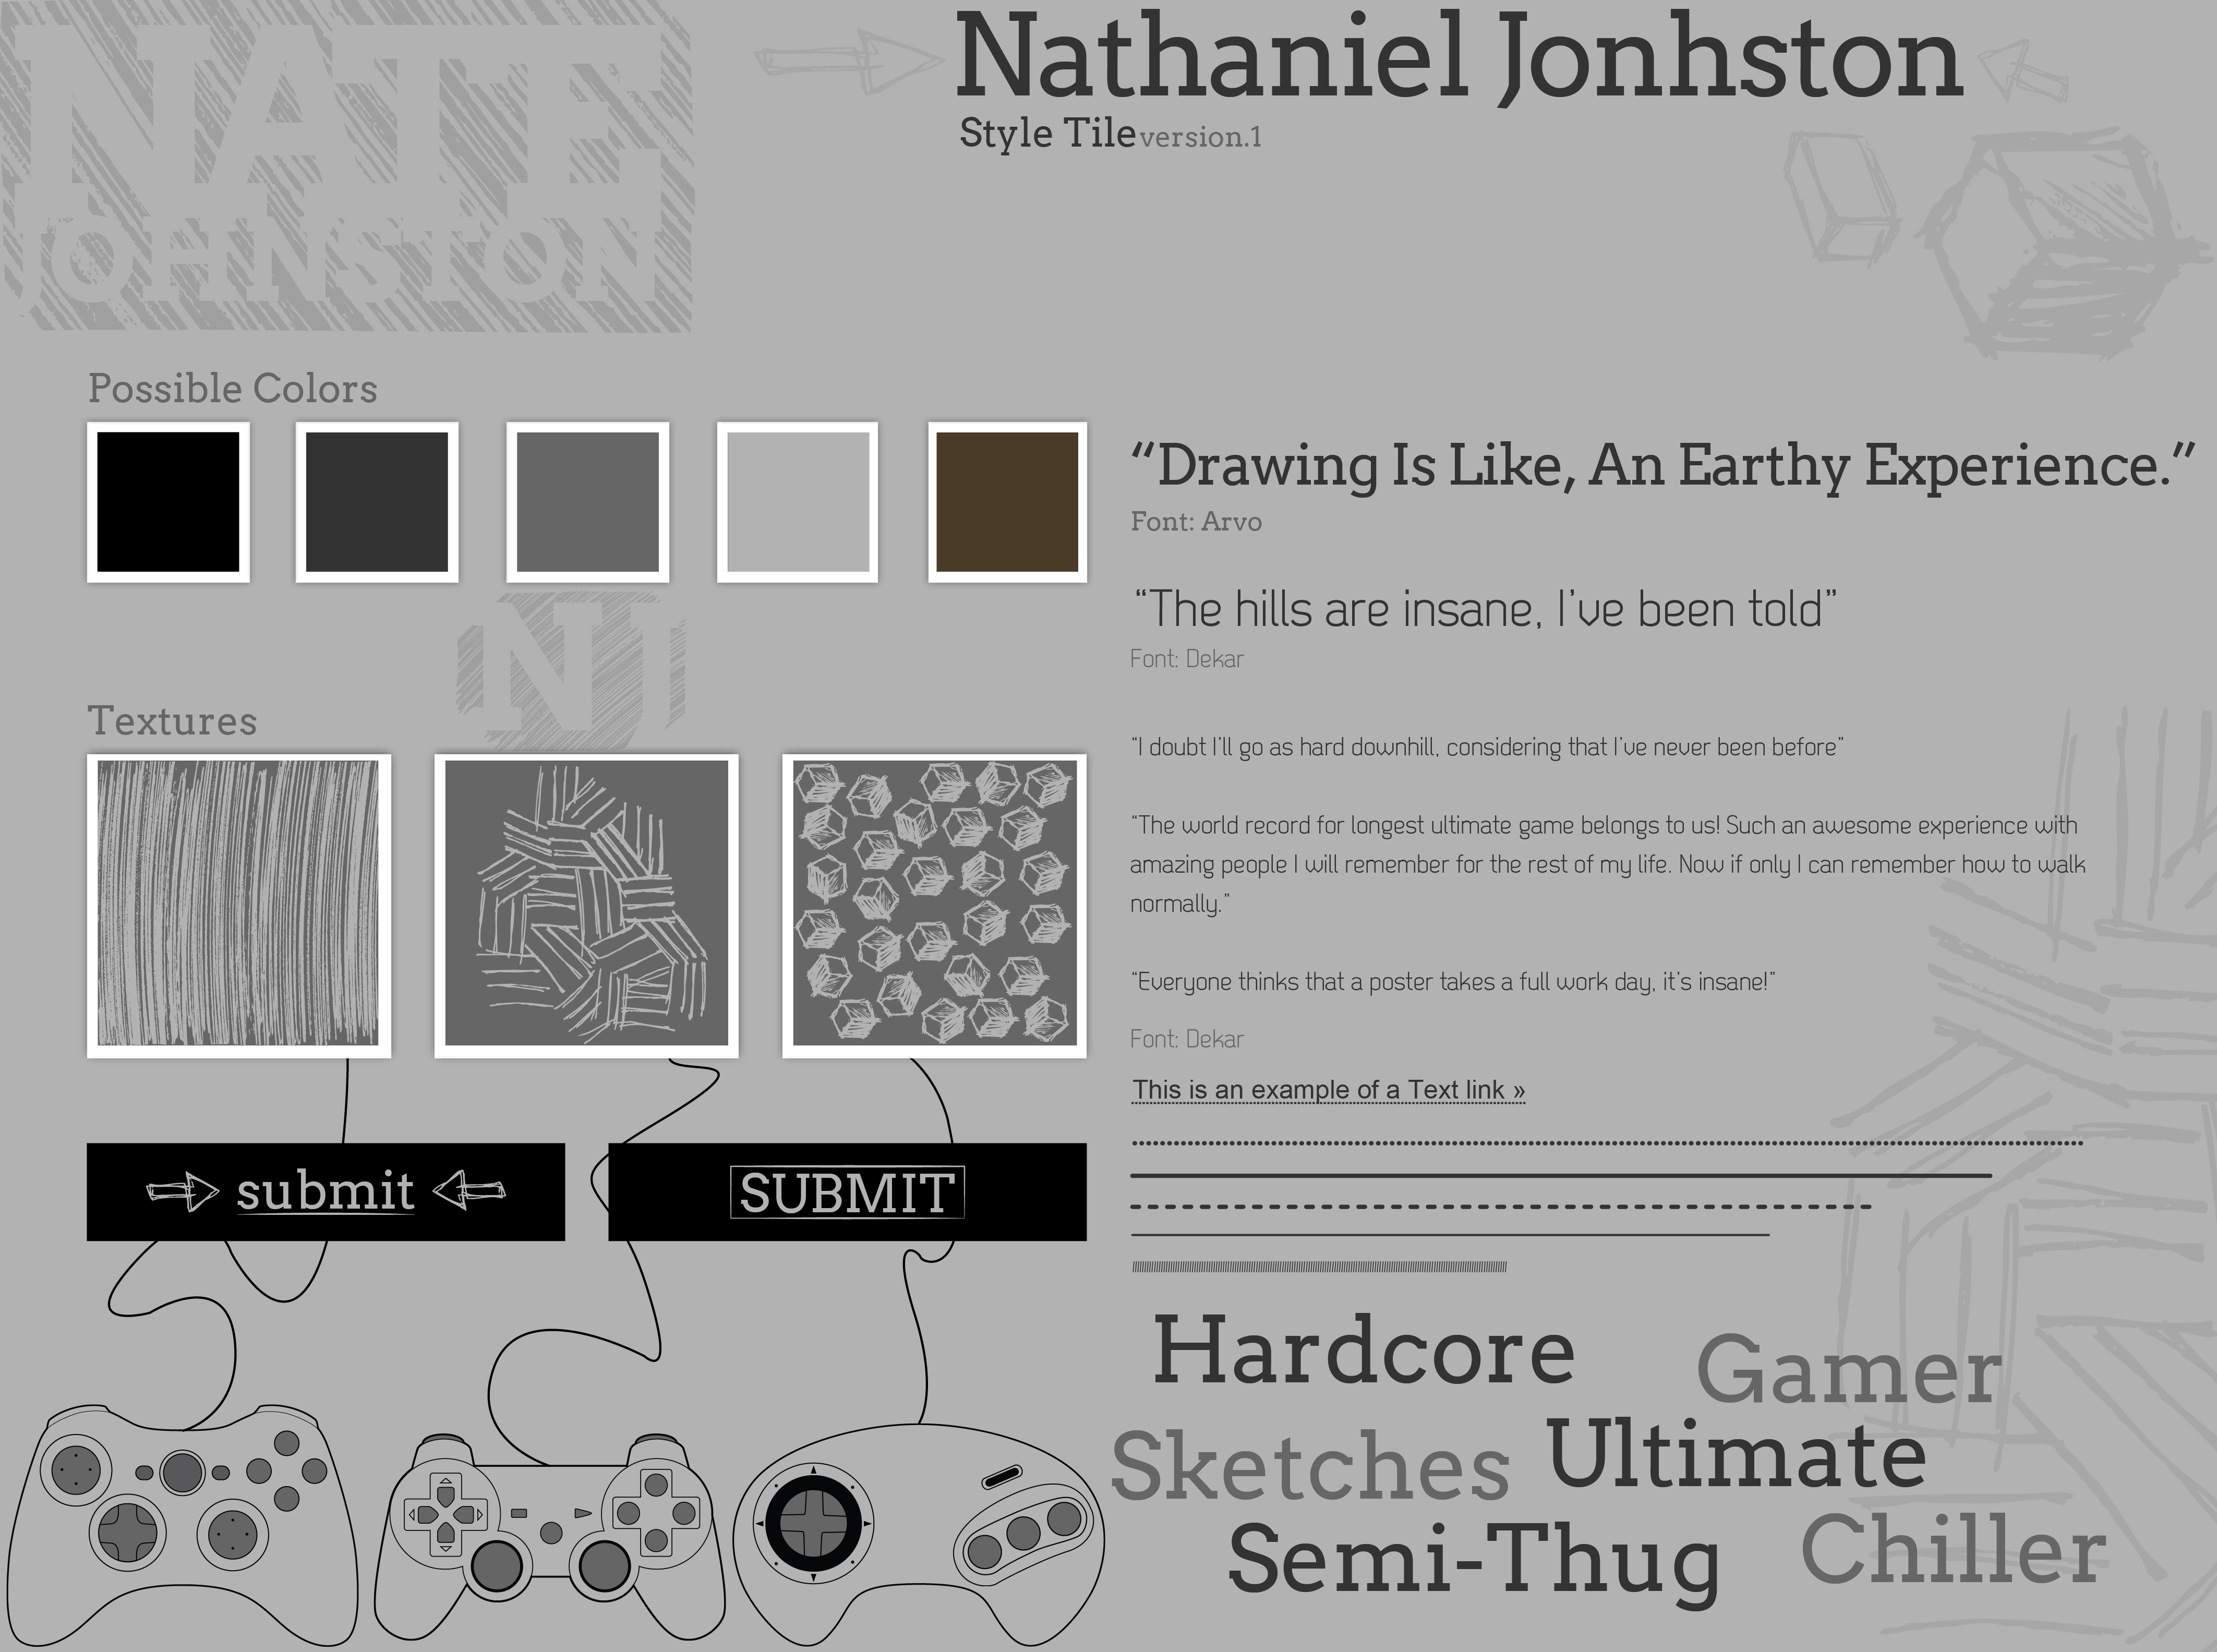 NATE
JOHNSTON
Nathaniel Jonhston
Style Tile version.1
Possible Colors
NJ
Textures
“Drawing Is Like, An Earthy Experience.”
Font: Arvo
“The hills are insane, I’ve been told”
Font: Dekar
“I doubt I’ll go as hard downhill, considering that I’ve never been before”
“The world record for longest ultimate game belongs to us! Such an awesome experience with
amazing people I will remember for the rest of my life. Now if only I can remember how to walk
normally.”
“Everyone thinks that a poster takes a full work day, it’s insane!”
Font: Dekar
This is an example of a Text link »
submit
SUBMIT
Hardcore
Gamer
Sketches
Ultimate
Semi-Thug
Chiller